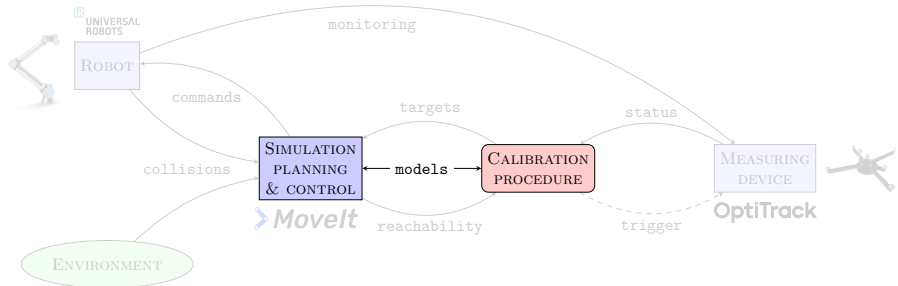 UNIVERSAL
ROBOTS
monitoring
ROBOT
commands
targets
status
SIMULATION
PLANNING
& CONTROL
models
CALIBRATION
PROCEDURE
MEASURING
DEVICE
collisions
MoveIt
reachability
trigger
OptiTrack
ENVIRONMENT